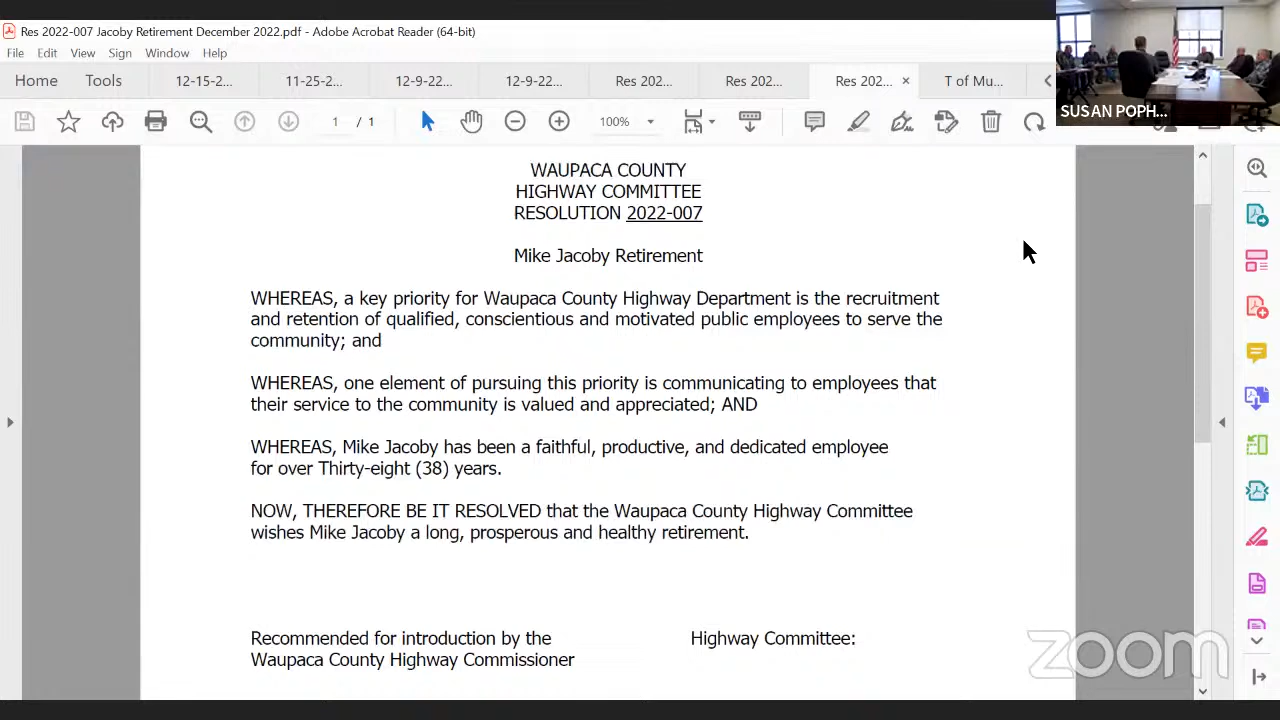 Res 2022-007 Jacoby Retirement December 2022.pdf - Adobe Acrobat Reader (64-bit)
File Edit View Sign Window Help
Home Tools 12-15-2... 11-25-2... 12-9-22... 12-9-22... Res 202... Res 202... Res 202... × T of Mu...
1 / 1 100%
SUSAN POPH...
WAUPACA COUNTY
HIGHWAY COMMITTEE
RESOLUTION 2022-007
Mike Jacoby Retirement
WHEREAS, a key priority for Waupaca County Highway Department is the recruitment
and retention of qualified, conscientious and motivated public employees to serve the
community; and
WHEREAS, one element of pursuing this priority is communicating to employees that
their service to the community is valued and appreciated; AND
WHEREAS, Mike Jacoby has been a faithful, productive, and dedicated employee
for over Thirty-eight (38) years.
NOW, THEREFORE BE IT RESOLVED that the Waupaca County Highway Committee
wishes Mike Jacoby a long, prosperous and healthy retirement.
Recommended for introduction by the Highway Committee:
Waupaca County Highway Commissioner
zoom